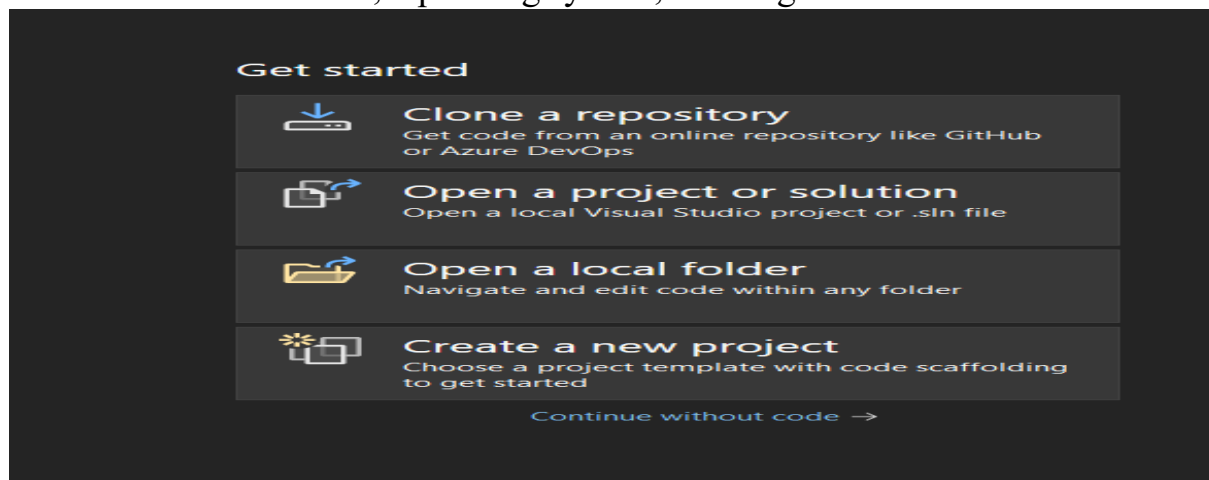 Get started
Clone a repository
Get code from an online repository like GitHub
or Azure DevOps
Open a project or solution
Open a local Visual Studio project or .sln file
Open a local folder
Navigate and edit code within any folder
Create a new project
Choose a project template with code scaffolding
to get started
Continue without code →